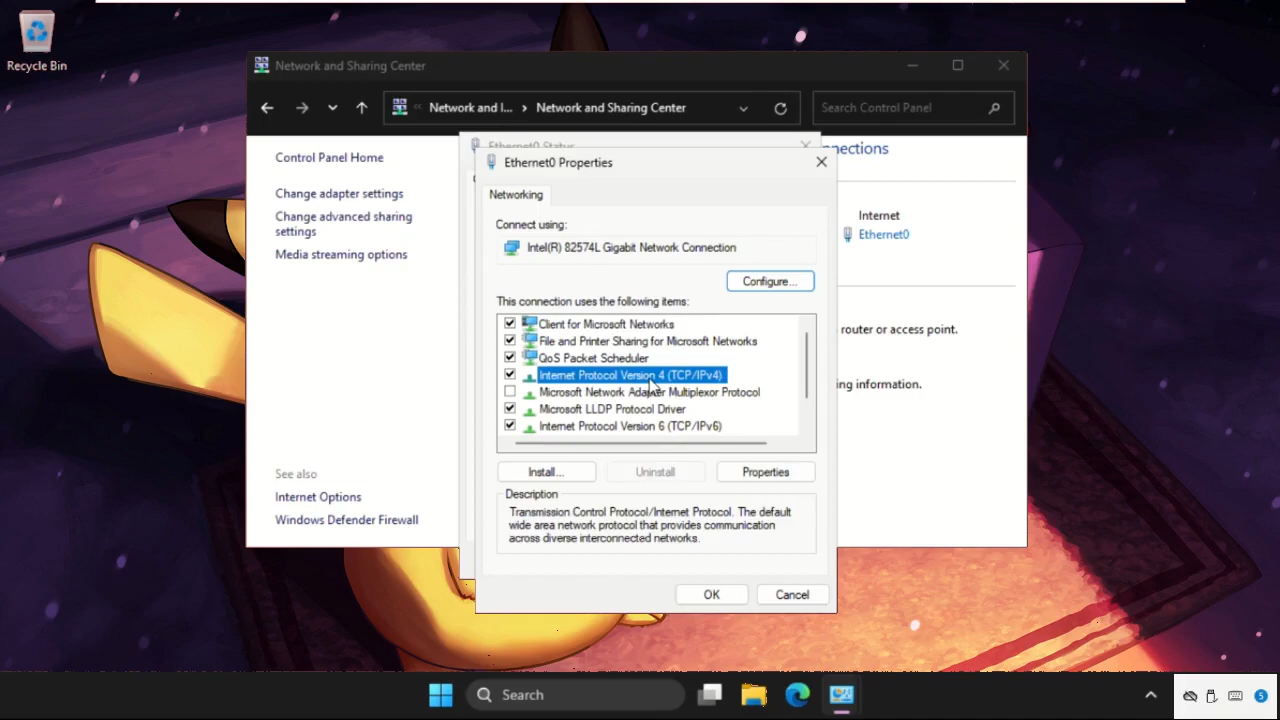 Recycle Bin
Network and Sharing Center
Network and I... > Network and Sharing Center
Search Control Panel
Control Panel Home
Change adapter settings
Change advanced sharing
settings
Media streaming options
See also
Internet Options
Windows Defender Firewall
Ethernet0 Status
Ethernet0 Properties
Networking
Connect using:
Intel(R) 82574L Gigabit Network Connection
Configure...
This connection uses the following items:
Client for Microsoft Networks
File and Printer Sharing for Microsoft Networks
QoS Packet Scheduler
Internet Protocol Version 4 (TCP/IPv4)
Microsoft Network Adapter Multiplexor Protocol
Microsoft LLDP Protocol Driver
Internet Protocol Version 6 (TCP/IPv6)
Install...
Uninstall
Properties
Description
Transmission Control Protocol/Internet Protocol. The default
wide area network protocol that provides communication
across diverse interconnected networks.
OK
Cancel
nnections
Internet
Ethernet0
router or access point.
ing information.
Search
5